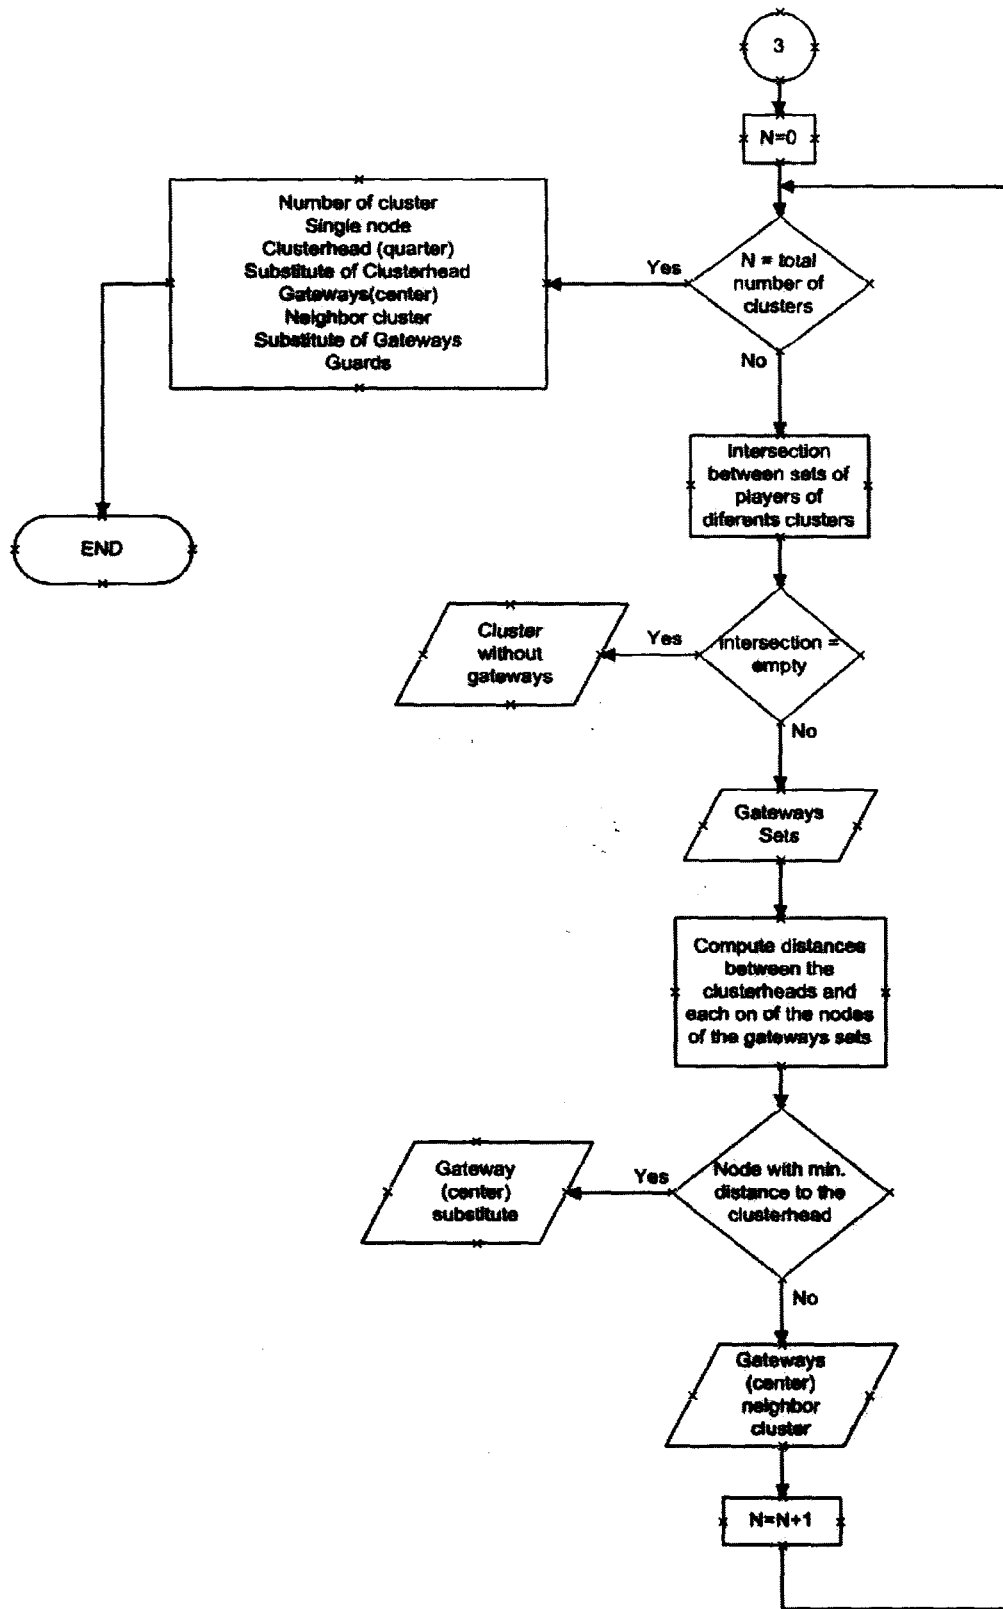 3
N=0
N = total
number of
clusters
Yes
No
Number of cluster
Single node
Clusterhead (quarter)
Substitute of Clusterhead
Gateways(center)
Neighbor cluster
Substitute of Gateways
Guards
END
Intersection
between sets of
players of
diferents clusters
Intersection =
empty
Yes
No
Cluster
without
gateways
Gateways
Sets
Compute distances
between the
clusterheads and
each on of the nodes
of the gateways sets
Node with min.
distance to the
clusterhead
Yes
No
Gateway
(center)
substitute
Gateways
(center)
neighbor
cluster
N=N+1